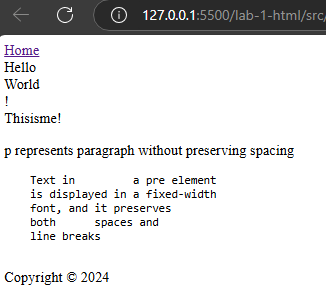 127.0.0.1:5500/lab-1-html/src/
Home
Hello
World
!
Thisisme!
p represents paragraph without preserving spacing
Text in         a pre element
is displayed in a fixed-width
font, and it preserves
both      spaces and
line breaks
Copyright © 2024